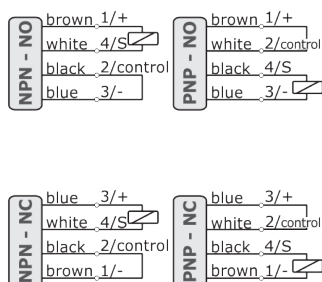 NPN - NO
brown 1/+
white 4/S
black 2/control
blue 3/-
PNP - NO
brown 1/+
white 2/control
black 4/S
blue 3/-
NPN - NC
blue 3/+
white 4/S
black 2/control
brown 1/-
PNP - NC
blue 3/+
white 2/control
black 4/S
brown 1/-